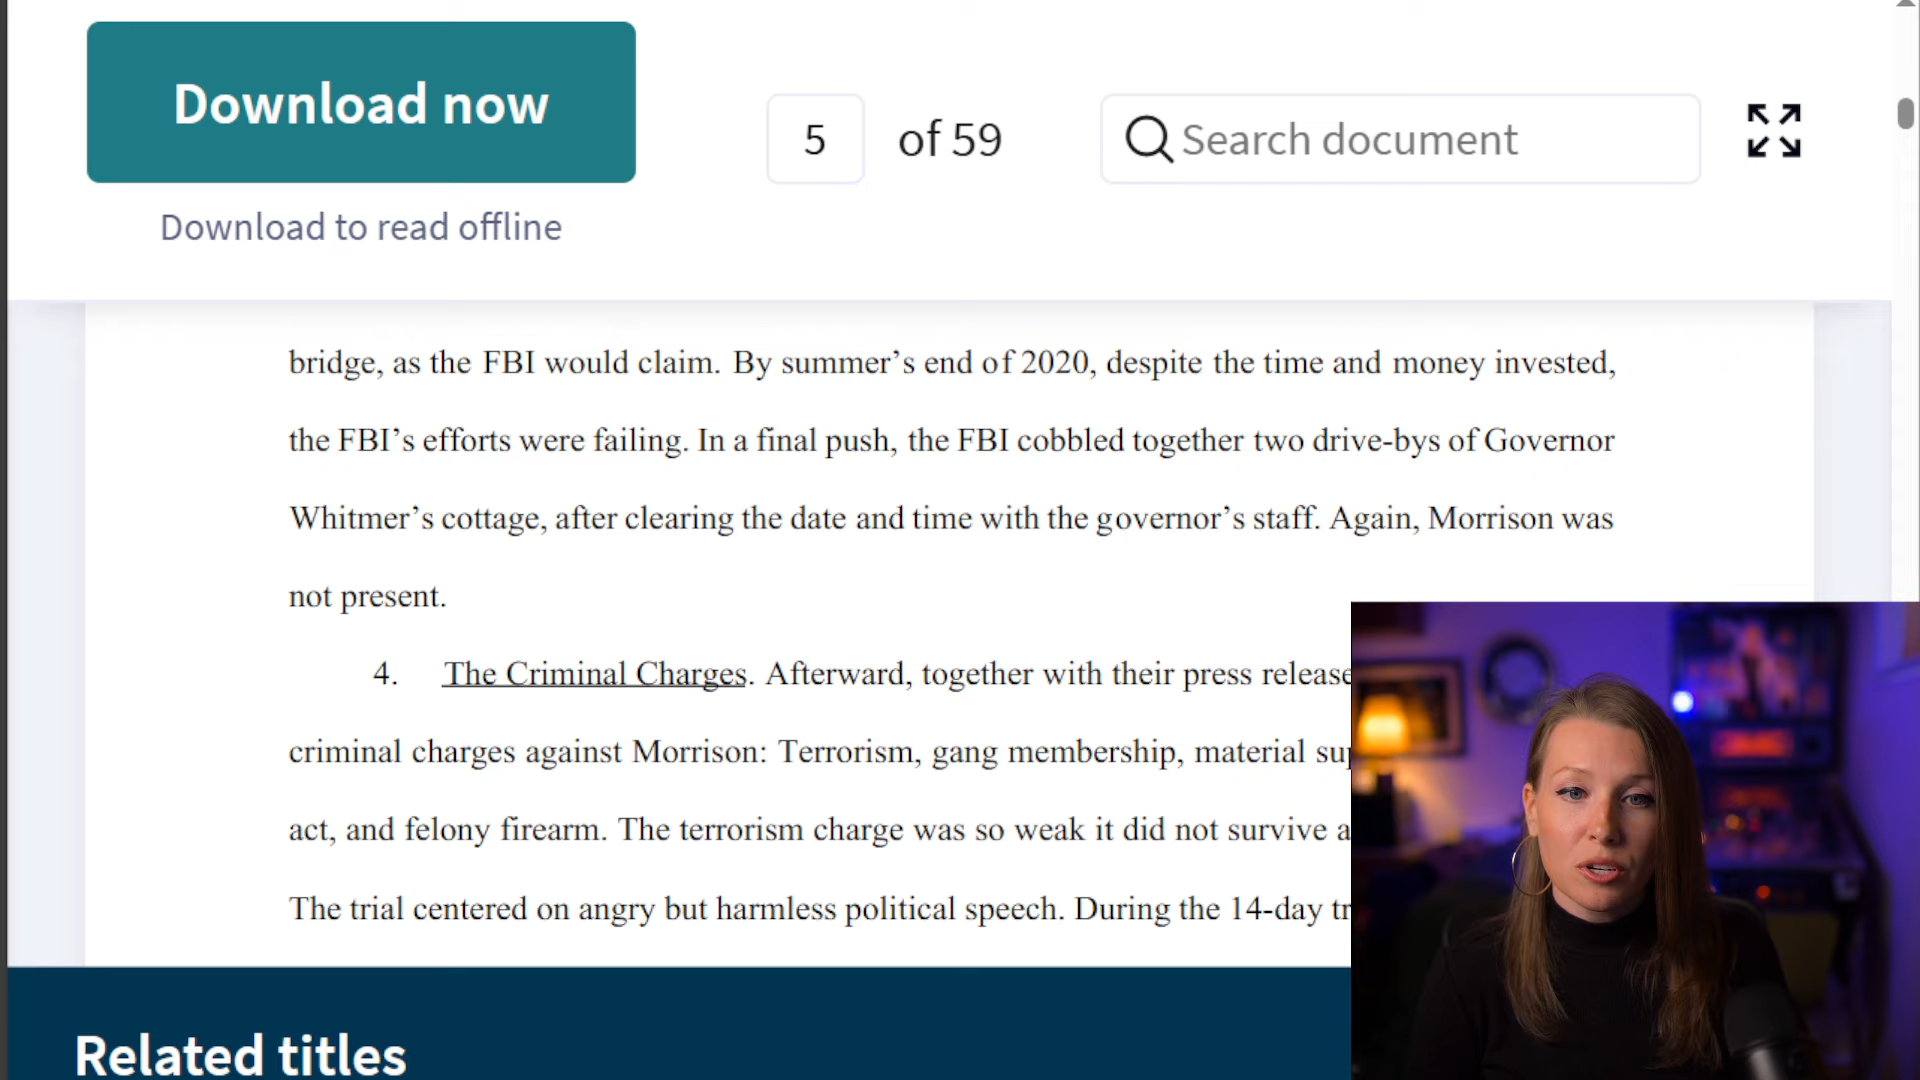 Download now
5 of 59
Search document
Download to read offline
bridge, as the FBI would claim. By summer’s end of 2020, despite the time and money invested,
the FBI’s efforts were failing. In a final push, the FBI cobbled together two drive-bys of Governor
Whitmer’s cottage, after clearing the date and time with the governor’s staff. Again, Morrison was
not present.
4. The Criminal Charges. Afterward, together with their press release
criminal charges against Morrison: Terrorism, gang membership, material
act, and felony firearm. The terrorism charge was so weak it did not survive
The trial centered on angry but harmless political speech. During the 14-day
Related titles